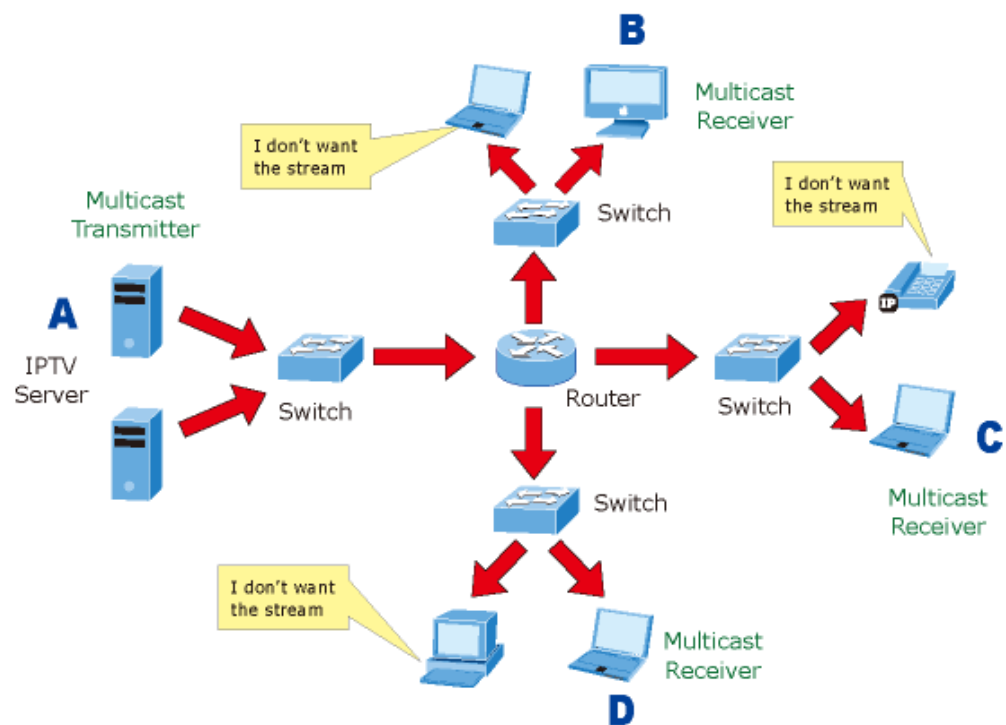 B
Multicast
Receiver
I don't want
the stream
Switch
I don't want
the stream
Multicast
Transmitter
A
IPTV
Server
Switch
Router
IP
Switch
C
Multicast
Receiver
Switch
I don't want
the stream
Multicast
Receiver
D